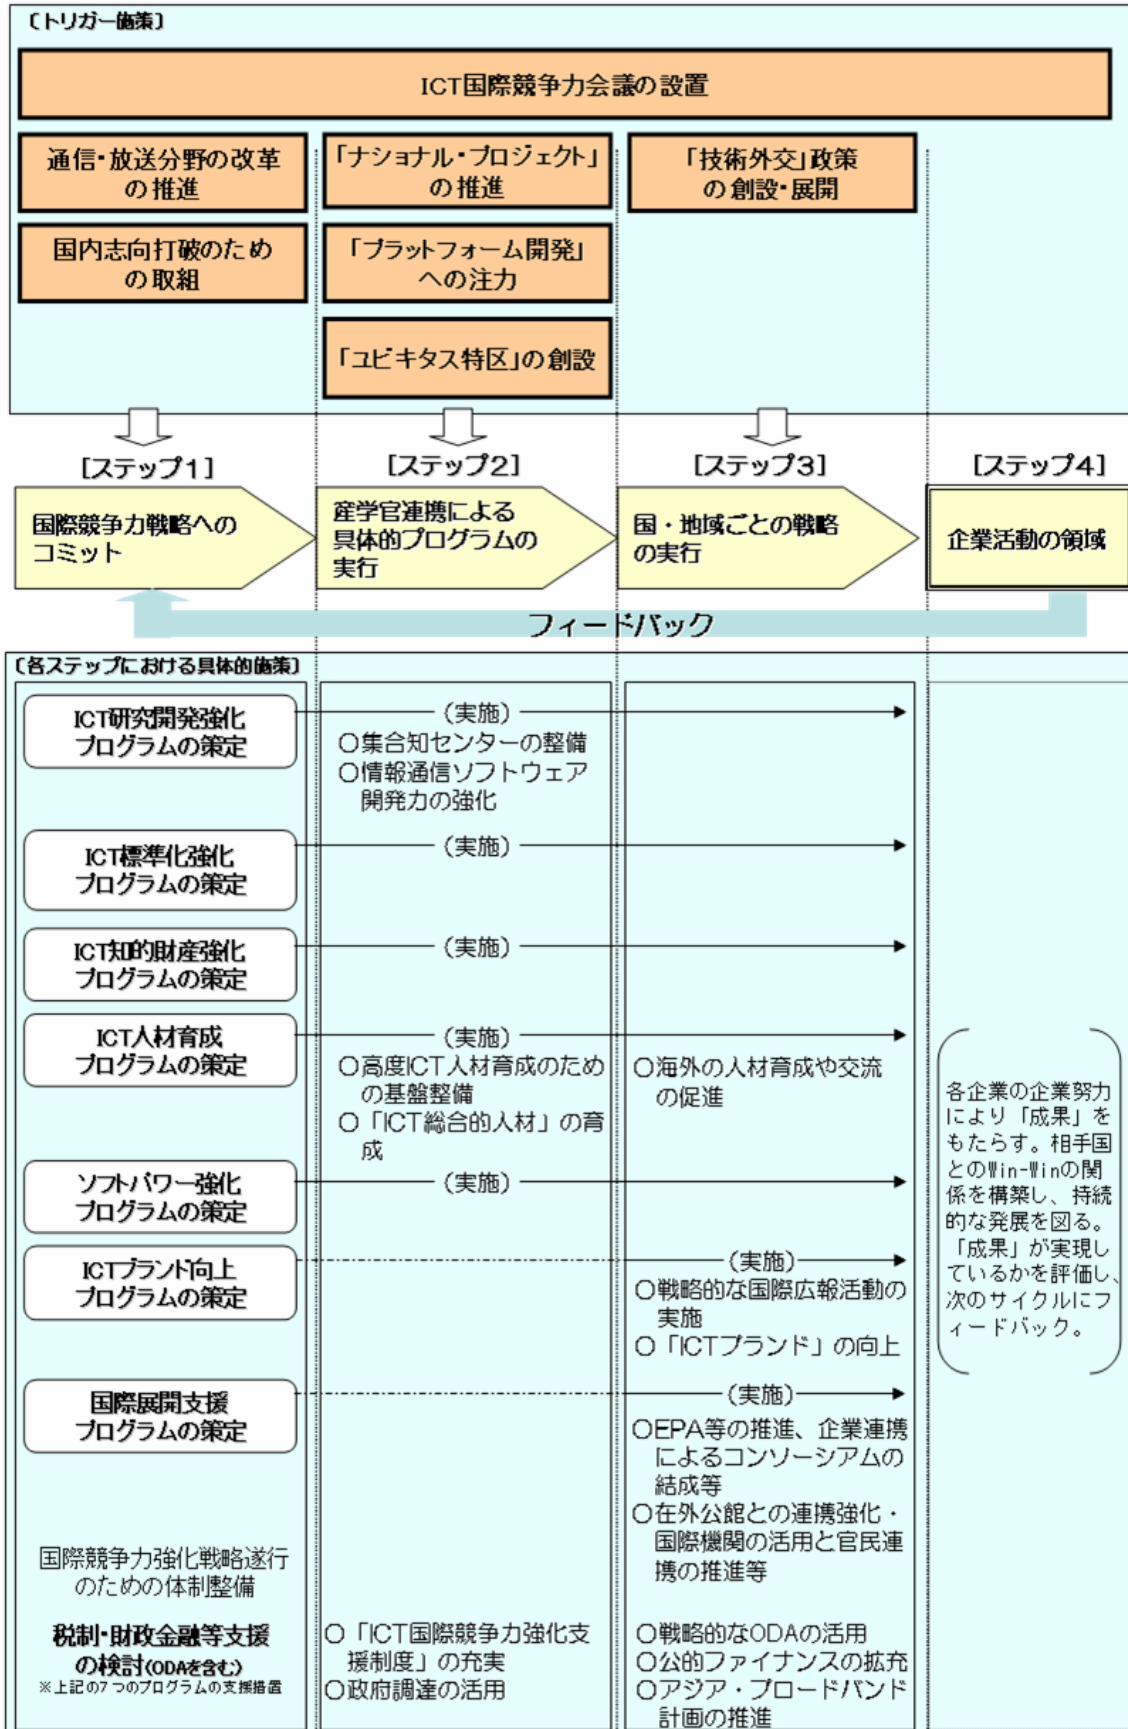 〔トリガー施策〕
ICT国際競争力会議の設置
通信・放送分野の改革
の推進
「ナショナル・プロジェクト」
の推進
「技術外交」政策
の創設・展開
国内志向打破のため
の取組
「プラットフォーム開発」
への注力
「ユビキタス特区」の創設
［ステップ１］
［ステップ２］
［ステップ３］
［ステップ４］
国際競争力戦略への
コミット
産学官連携による
具体的プログラムの
実行
国・地域ごとの戦略
の実行
企業活動の領域
フィードバック
〔各ステップにおける具体的施策〕
ICT研究開発強化
プログラムの策定
（実施）
○集合知センターの整備
○情報通信ソフトウェア
開発力の強化
ICT標準化強化
プログラムの策定
（実施）
ICT知的財産強化
プログラムの策定
（実施）
ICT人材育成
プログラムの策定
（実施）
○高度ICT人材育成のため
の基盤整備
○「ICT総合的人材」の育
成
○海外の人材育成や交流
の促進
ソフトパワー強化
プログラムの策定
（実施）
ICTブランド向上
プログラムの策定
（実施）
○戦略的な国際広報活動の
実施
○「ICTブランド」の向上
国際展開支援
プログラムの策定
（実施）
○EPA等の推進、企業連携
によるコンソーシアムの
結成等
○在外公館との連携強化・
国際機関の活用と官民連
携の推進等
各企業の企業努力
により「成果」を
もたらす。相手国
とのWin-Winの関
係を構築し、持続
的な発展を図る。
「成果」が実現し
ているかを評価し、
次のサイクルにフ
ィードバック。
国際競争力強化戦略遂行
のための体制整備
税制・財政金融等支援
の検討（ODAを含む）
※上記の７つのプログラムの支援措置
○「ICT国際競争力強化支
援制度」の充実
○政府調達の活用
○戦略的なODAの活用
○公的ファイナンスの拡充
○アジア・ブロードバンド
計画の推進